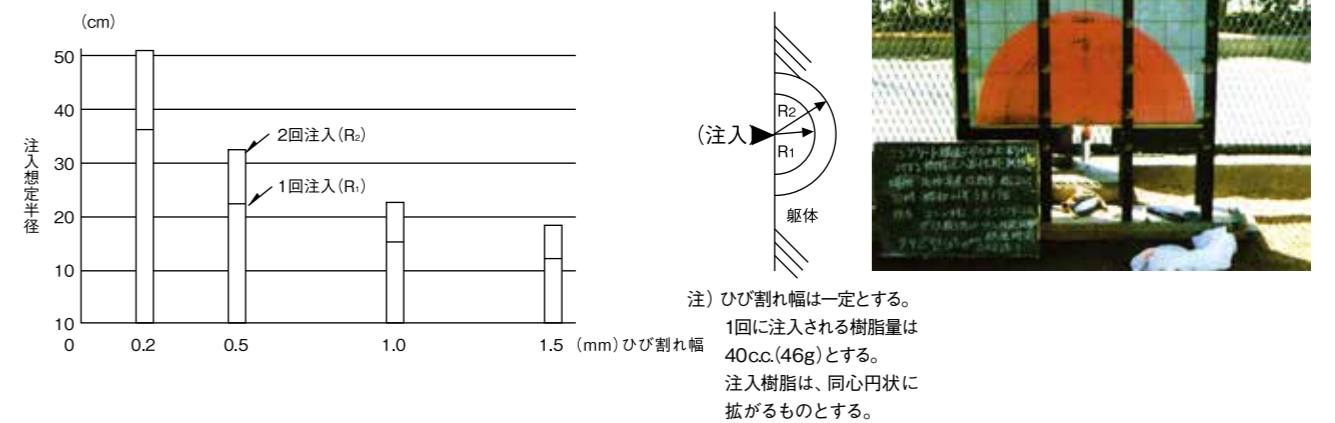 (cm)
50
40
30
20
10
10
注入想定半径
2回注入(R₂)
1回注入(R₁)
0 0.2 0.5 1.0 1.5 (mm)ひび割れ幅
(注入)
R₂
R₁
躯体
注)ひび割れ幅は一定とする。
1回に注入される樹脂量は
40c.c.(46g)とする。
注入樹脂は、同心円状に
拡がるものとする。